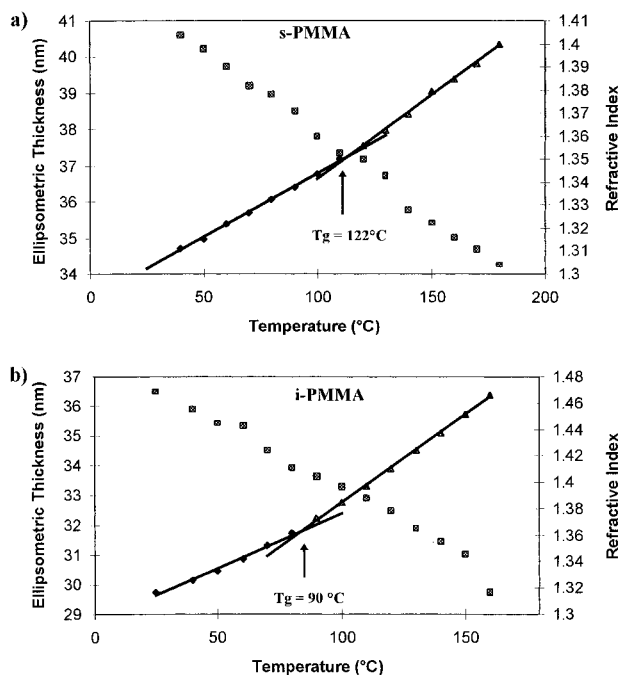 a)
s-PMMA
Ellipsometric Thickness (nm)
41
40
39
38
37
36
35
34
Tg = 122°C
1.41
1.4
1.39
1.38
1.37
1.36
1.35
1.34
1.33
1.32
1.31
1.3
Refractive Index
0 50 100 150 200
Temperature (°C)
b)
i-PMMA
Ellipsometric Thickness (nm)
37
36
35
34
33
32
31
30
29
Tg = 90 °C
1.48
1.46
1.44
1.42
1.4
1.38
1.36
1.34
1.32
1.3
Refractive Index
0 50 100 150
Temperature (°C)